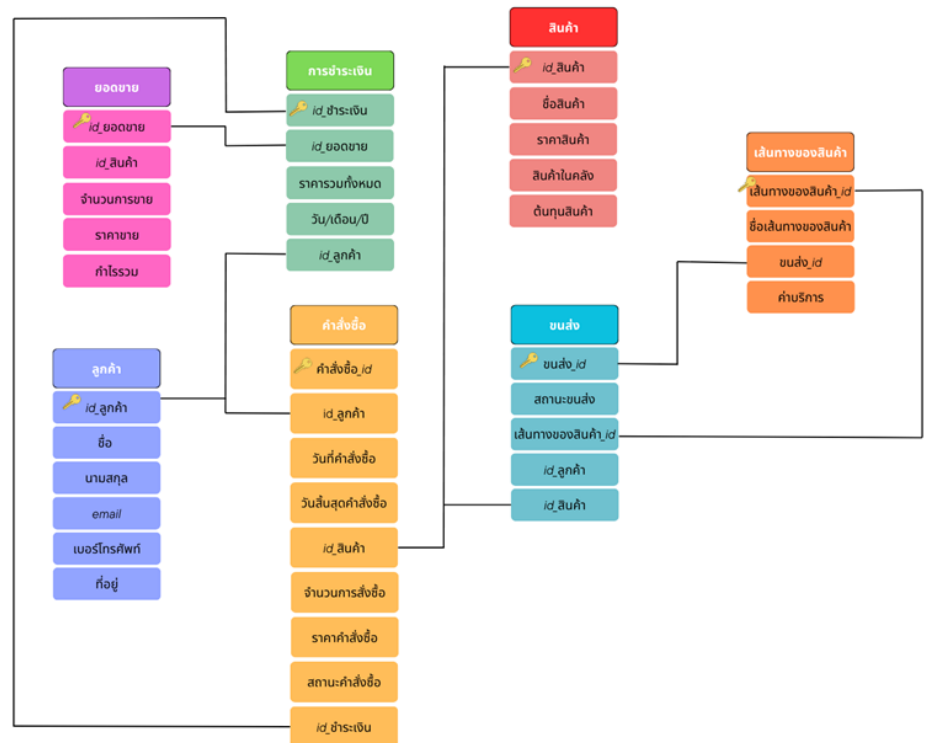 ยอดขาย
id_ยอดขาย
id_สินค้า
จำนวนการขาย
ราคาขาย
กำไรรวม
การชำระเงิน
id_ชำระเงิน
id_ยอดขาย
ราคารวมทั้งหมด
วัน/เดือน/ปี
id_ลูกค้า
สินค้า
id_สินค้า
ชื่อสินค้า
ราคาสินค้า
สินค้าในคลัง
ต้นทุนสินค้า
เส้นทางของสินค้า
เส้นทางของสินค้า_id
ชื่อเส้นทางของสินค้า
ขนส่ง_id
ค่าบริการ
ลูกค้า
id_ลูกค้า
ชื่อ
นามสกุล
email
เบอร์โทรศัพท์
ที่อยู่
คำสั่งซื้อ
คำสั่งซื้อ_id
id_ลูกค้า
วันที่คำสั่งซื้อ
วันสิ้นสุดคำสั่งซื้อ
id_สินค้า
จำนวนการสั่งซื้อ
ราคาคำสั่งซื้อ
สถานะคำสั่งซื้อ
id_ชำระเงิน
ขนส่ง
ขนส่ง_id
สถานะขนส่ง
เส้นทางของสินค้า_id
id_ลูกค้า
id_สินค้า